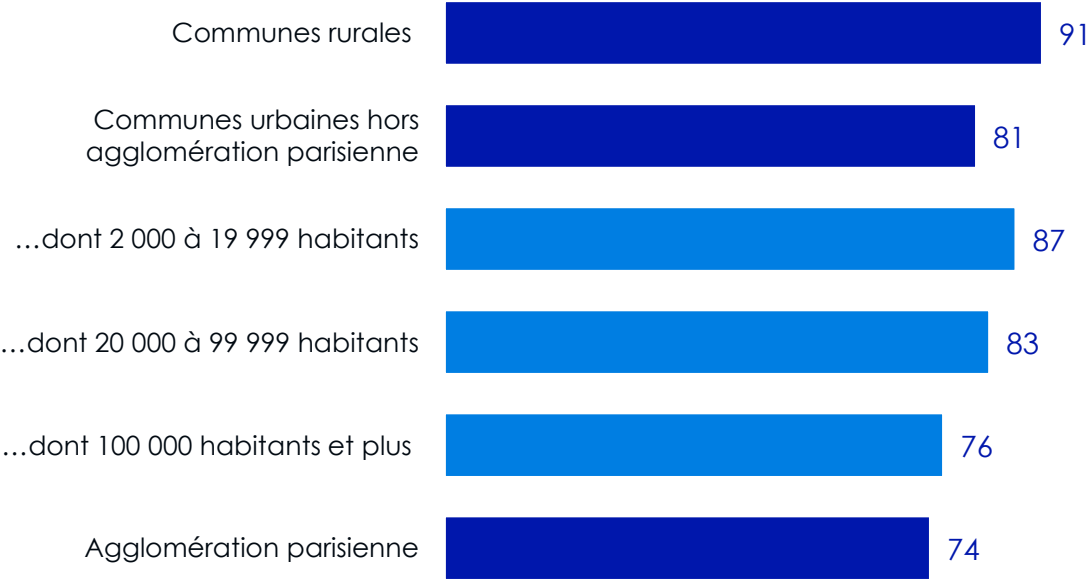 Communes rurales
91
Communes urbaines hors
agglomération parisienne
81
…dont 2 000 à 19 999 habitants
87
…dont 20 000 à 99 999 habitants
83
…dont 100 000 habitants et plus
76
Agglomération parisienne
74